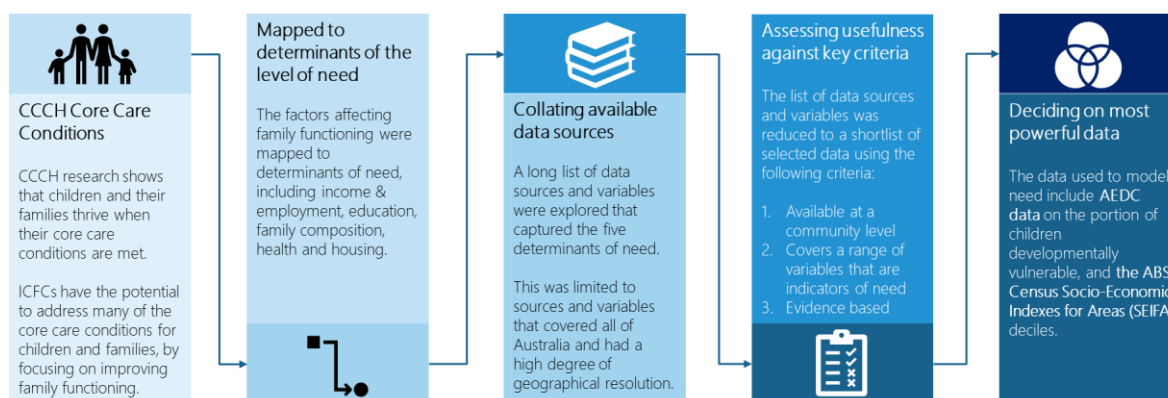 CCCH Core Care
Conditions
CCCH research shows
that children and their
families thrive when
their core care
conditions are met.
ICFCs have the potential
to address many of the
core care conditions for
children and families, by
focusing on improving
family functioning.
Mapped to
determinants of the
level of need
The factors affecting
family functioning were
mapped to
determinants of need,
including income &
employment, education,
family composition,
health and housing.
Collating available
data sources
A long list of data
sources and variables
were explored that
captured the five
determinants of need.
This was limited to
sources and variables
that covered all of
Australia and had a
high degree of
geographical resolution.
Assessing usefulness
against key criteria
The list of data sources
and variables was
reduced to a shortlist of
selected data using the
following criteria:
1. Available at a
community level
2. Covers a range of
variables that are
indicators of need
3. Evidence based
Deciding on most
powerful data
The data used to model
need include AEDC
data on the portion of
children
developmentally
vulnerable, and the ABS
Census Socio-Economic
Indexes for Areas (SEIFA
deciles.